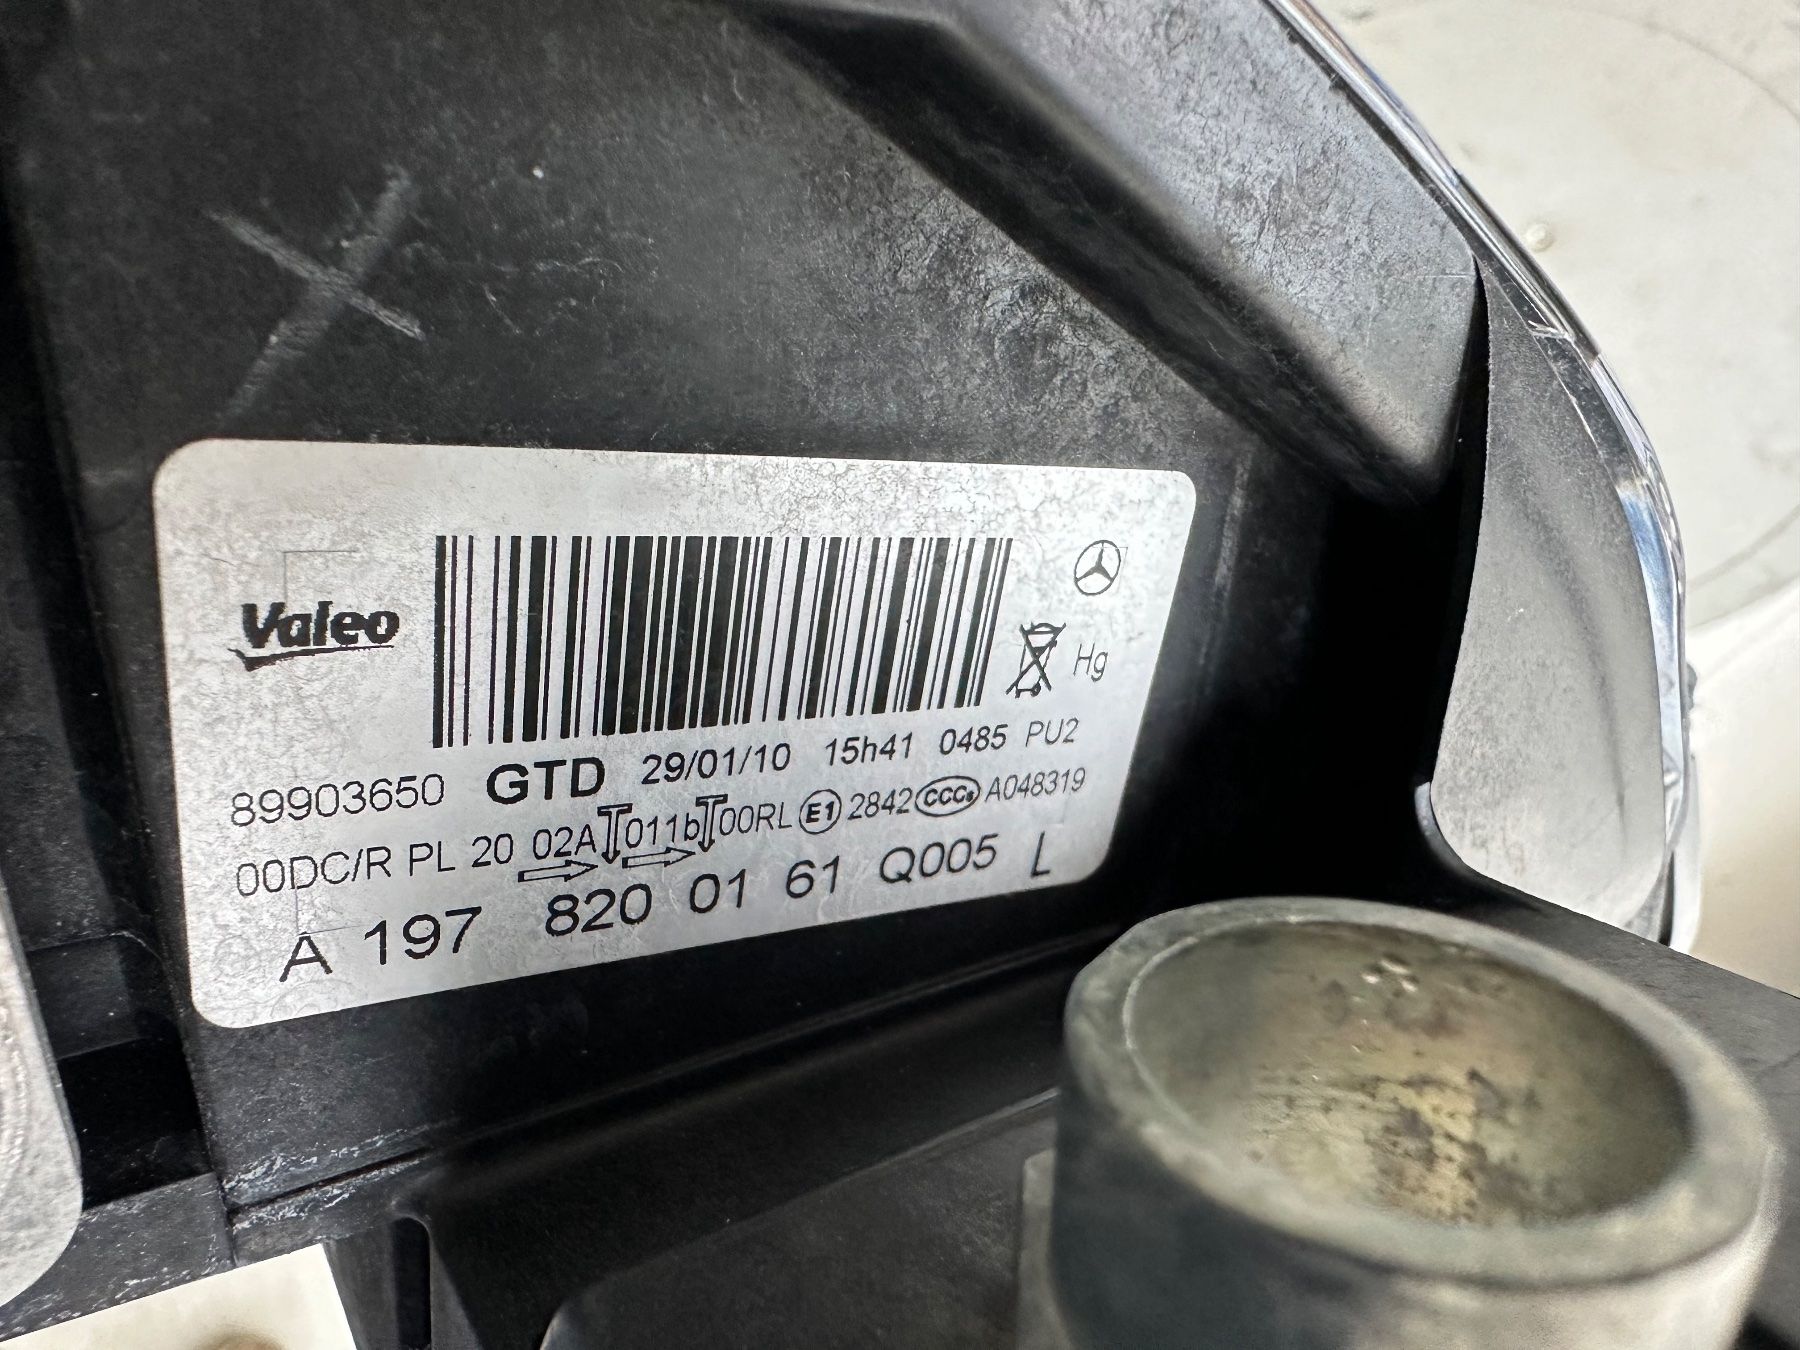 Valeo
Hg
89903650 GTD 29/01/10 15h41 0485 PU2
00DC/R PL 20 02A 011b 00RL E1 2842 CCC A048319
A 197 820 01 61 Q005 L